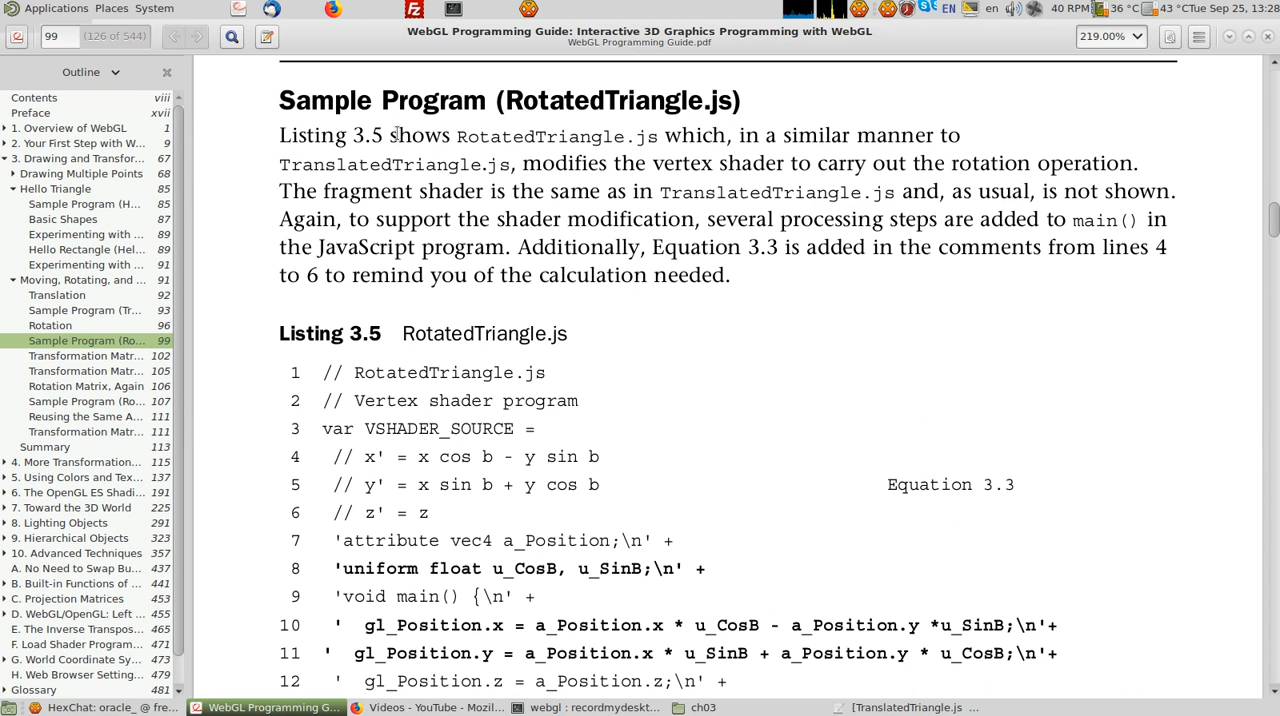 Applications Places System
EN
en
40 RPM
36 °C
43 °C
Tue Sep 25, 13:28
99
(126 of 544)
WebGL Programming Guide: Interactive 3D Graphics Programming with WebGL
WebGL Programming Guide.pdf
219.00%
Outline
Contents viii
Preface xvii
1. Overview of WebGL 1
2. Your First Step with W... 9
3. Drawing and Transfor... 67
Drawing Multiple Points 68
Hello Triangle 85
Sample Program (H... 85
Basic Shapes 87
Experimenting with ... 89
Hello Rectangle (Hel... 89
Experimenting with ... 91
Moving, Rotating, and ... 91
Translation 92
Sample Program (Tr... 93
Rotation 96
Sample Program (Ro... 99
Transformation Matr... 102
Transformation Matr... 105
Rotation Matrix, Again 106
Sample Program (Ro... 107
Reusing the Same A... 111
Transformation Matr... 111
Summary 113
4. More Transformation... 115
5. Using Colors and Tex... 137
6. The OpenGL ES Shadi... 191
7. Toward the 3D World 225
8. Lighting Objects 291
9. Hierarchical Objects 323
10. Advanced Techniques 357
A. No Need to Swap Bu... 437
B. Built-in Functions of ... 441
C. Projection Matrices 453
D. WebGL/OpenGL: Left ... 455
E. The Inverse Transpos... 465
F. Load Shader Program... 471
G. World Coordinate Sy... 473
H. Web Browser Setting... 479
Glossary 481
Sample Program (RotatedTriangle.js)
Listing 3.5 shows RotatedTriangle.js which, in a similar manner to
TranslatedTriangle.js, modifies the vertex shader to carry out the rotation operation.
The fragment shader is the same as in TranslatedTriangle.js and, as usual, is not shown.
Again, to support the shader modification, several processing steps are added to main() in
the JavaScript program. Additionally, Equation 3.3 is added in the comments from lines 4
to 6 to remind you of the calculation needed.
Listing 3.5 RotatedTriangle.js
1 // RotatedTriangle.js
2 // Vertex shader program
3 var VSHADER_SOURCE =
4 // x' = x cos b - y sin b
5 // y' = x sin b + y cos b Equation 3.3
6 // z' = z
7 'attribute vec4 a_Position;\n' +
8 'uniform float u_CosB, u_SinB;\n' +
9 'void main() {\n' +
10 ' gl_Position.x = a_Position.x * u_CosB - a_Position.y *u_SinB;\n'+
11 ' gl_Position.y = a_Position.x * u_SinB + a_Position.y * u_CosB;\n'+
12 ' gl_Position.z = a_Position.z;\n' +
HexChat: oracle_ @ fre...
WebGL Programming G...
Videos - YouTube - Mozil...
webgl : recordmydeskt...
ch03
[TranslatedTriangle.js ...